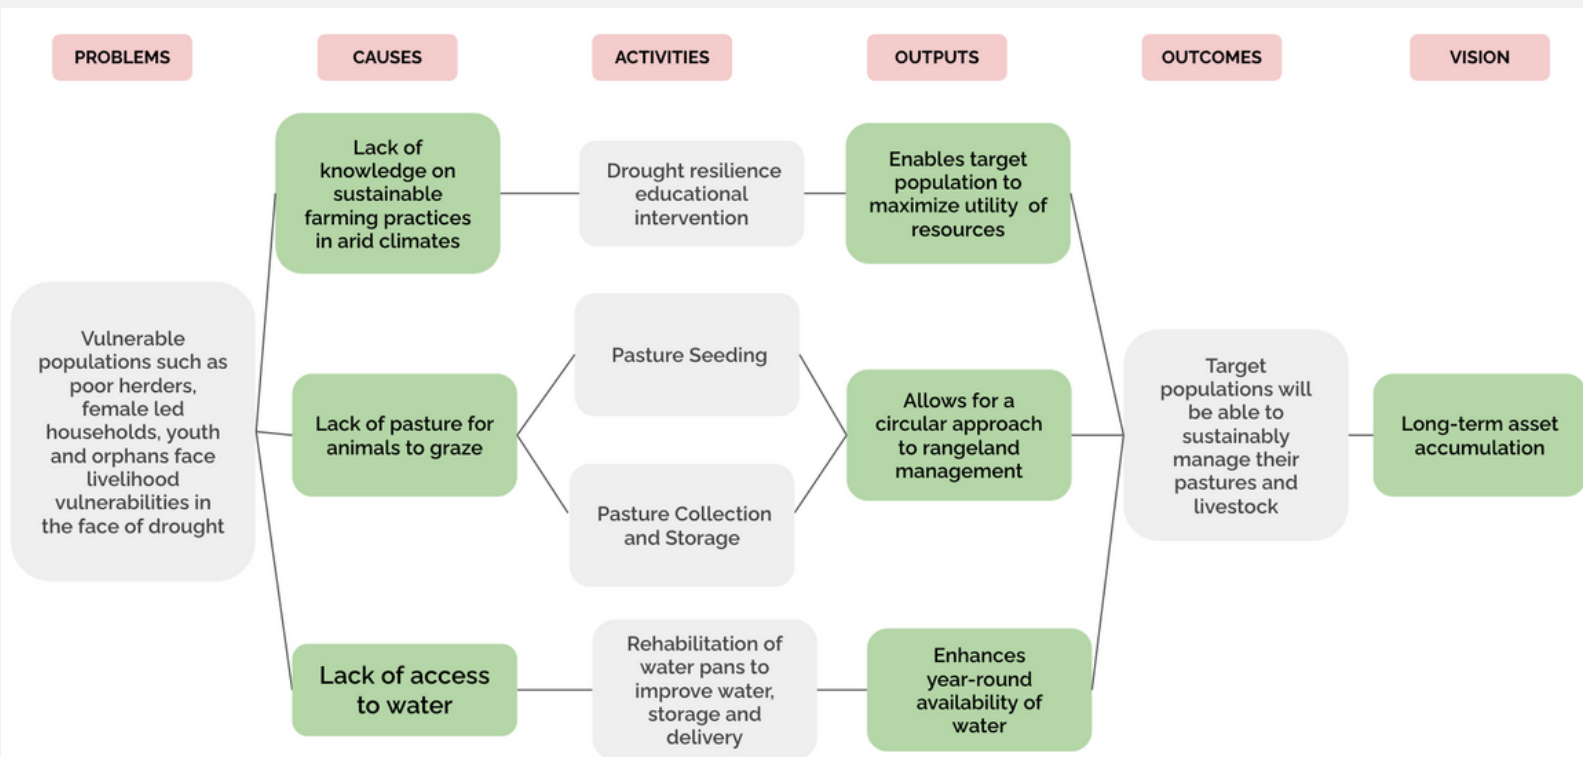 PROBLEMS
CAUSES
ACTIVITIES
OUTPUTS
OUTCOMES
VISION
Vulnerable
populations such as
poor herders,
female led
households, youth
and orphans face
livelihood
vulnerabilities in
the face of drought
Lack of
knowledge on
sustainable
farming practices
in arid climates
Lack of pasture for
animals to graze
Lack of access
to water
Drought resilience
educational
intervention
Pasture Seeding
Pasture Collection
and Storage
Rehabilitation of
water pans to
improve water,
storage and
delivery
Enables target
population to
maximize utility of
resources
Allows for a
circular approach
to rangeland
management
Enhances
year-round
availability of
water
Target
populations will
be able to
sustainably
manage their
pastures and
livestock
Long-term asset
accumulation